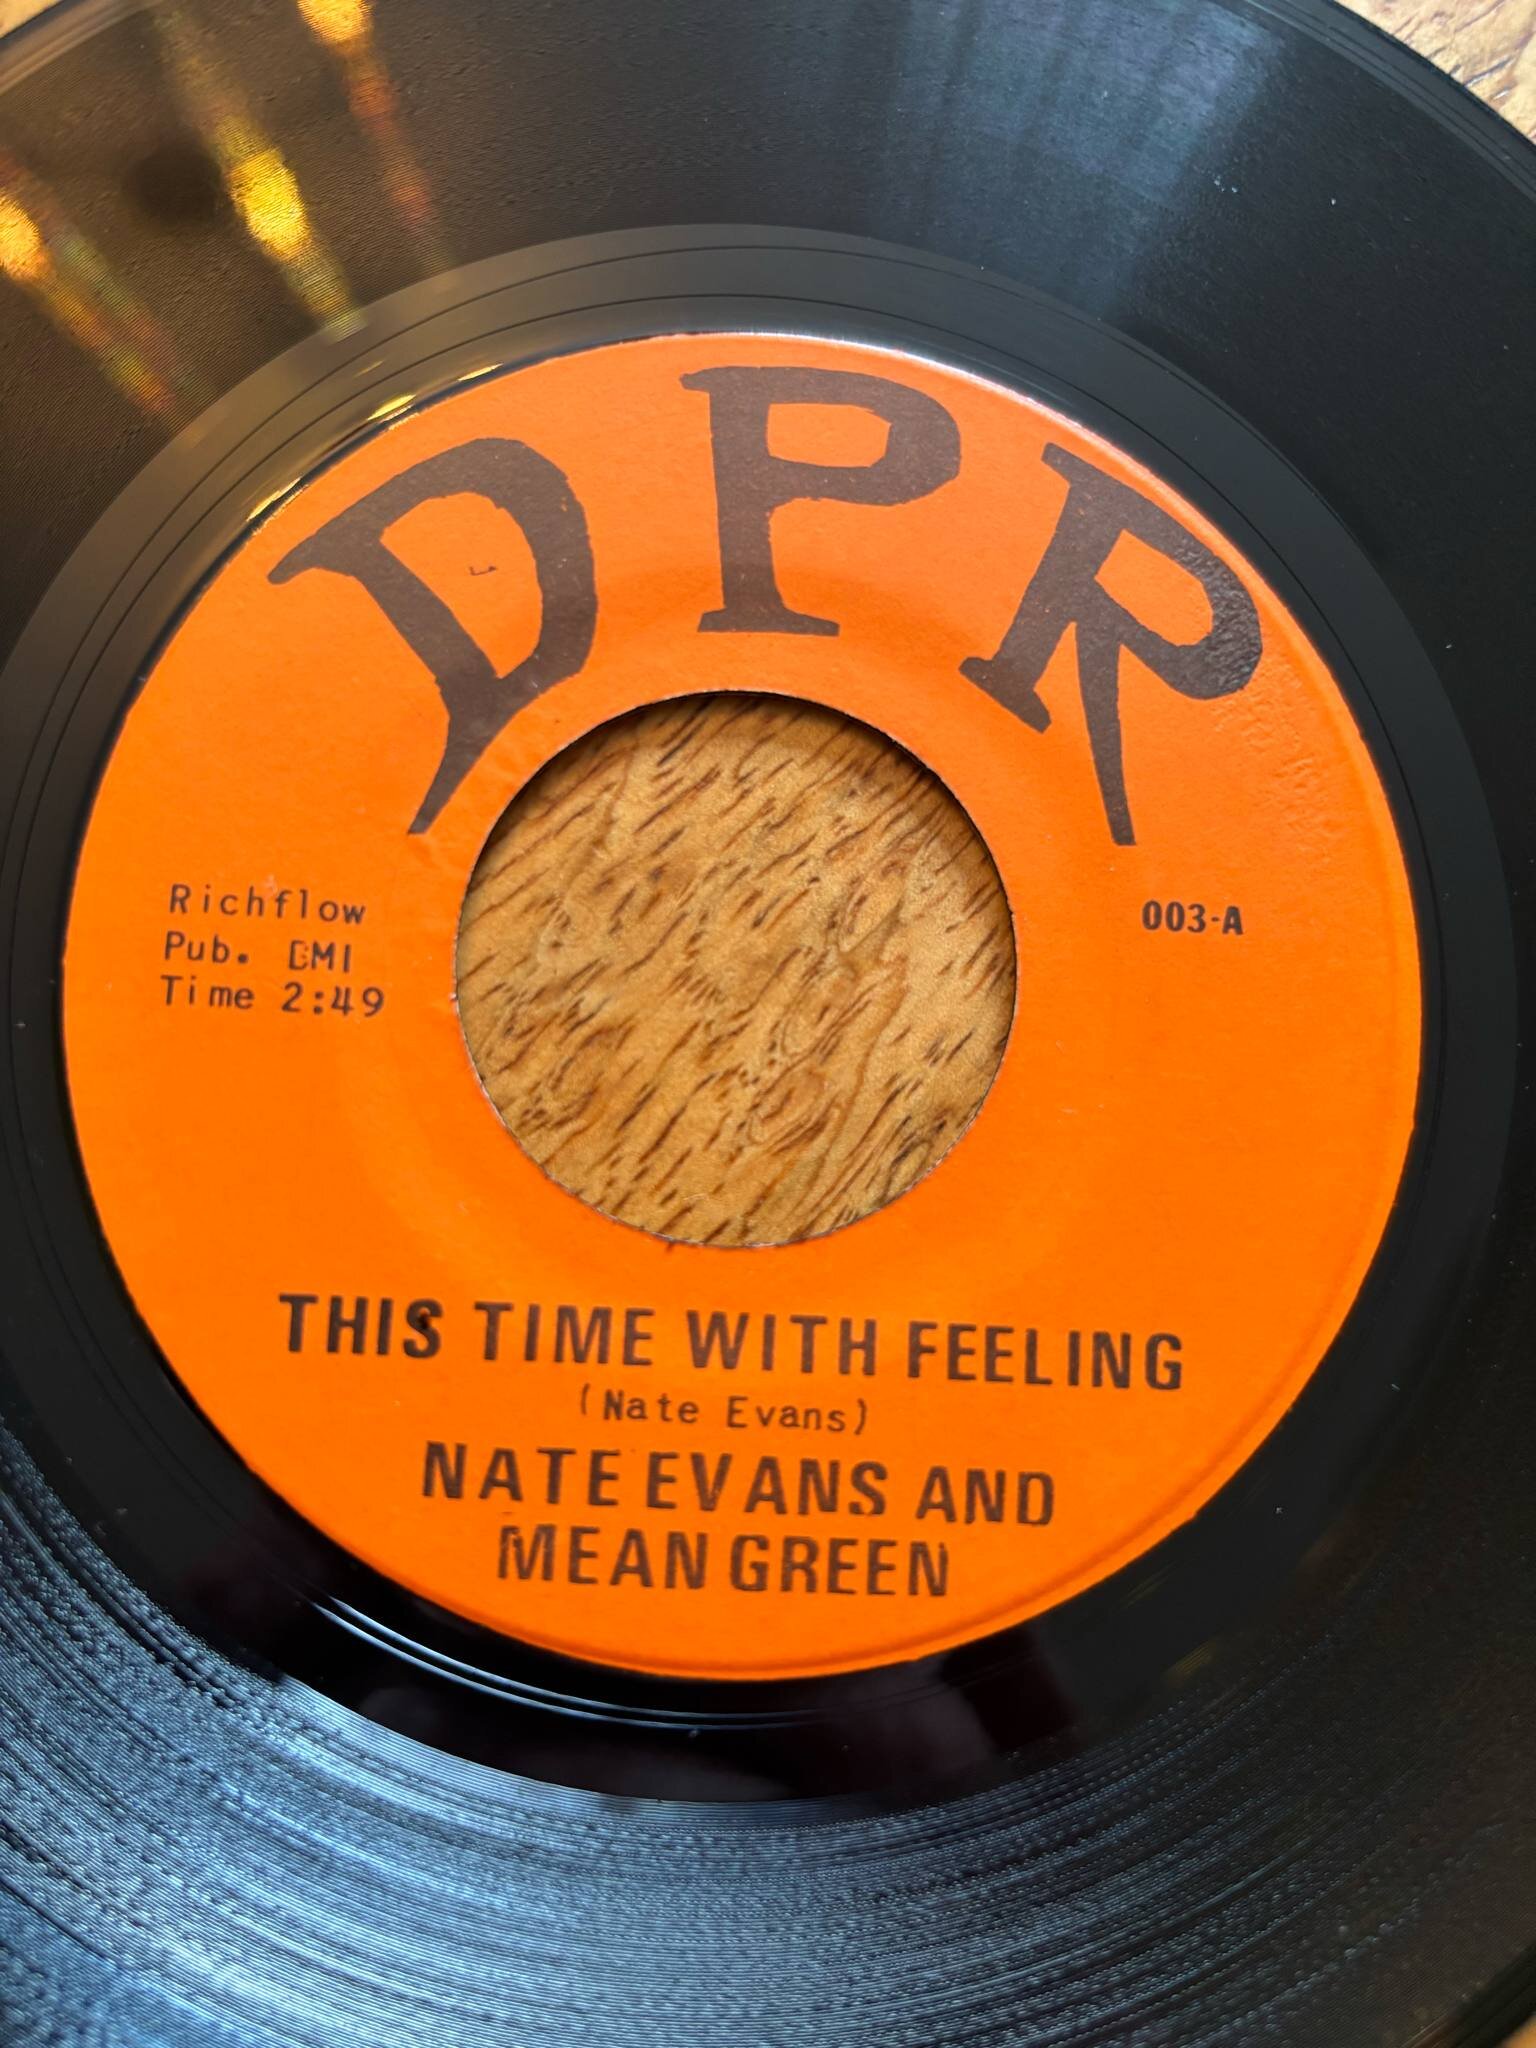 DPR
Richflow
Pub. BMI
Time 2:49
003-A
THIS TIME WITH FEELING
(Nate Evans)
NATE EVANS AND
MEAN GREEN